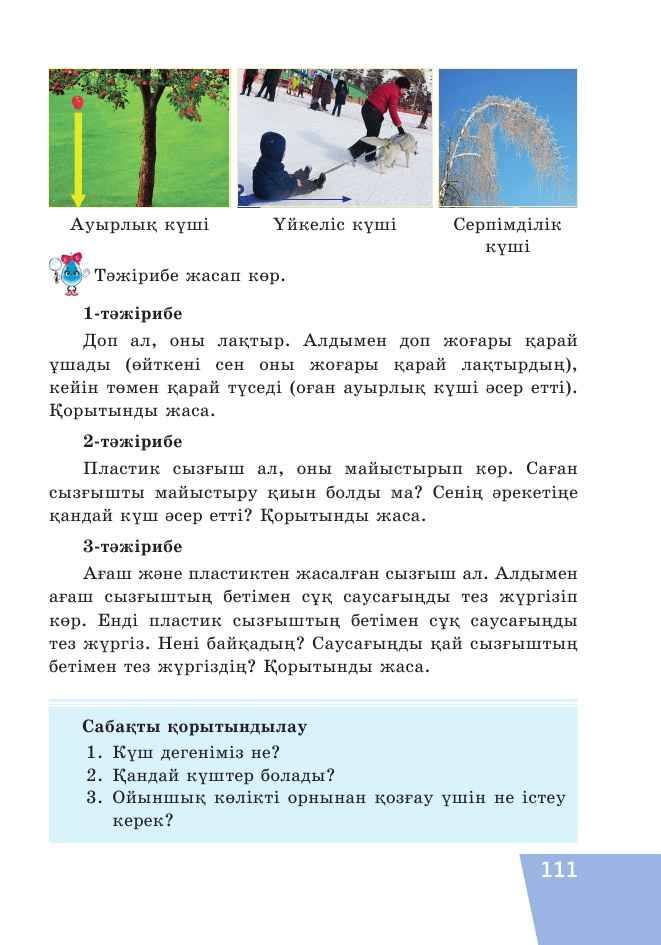 Ауырлық күші
Үйкеліс күші
Серпімділік
күші
Тәжірибе жасап көр.
1-тәжірибе
Доп ал, оны лақтыр. Алдымен доп жоғары қарай
ұшады (өйткені сен оны жоғары қарай лақтырдың),
кейін төмен қарай түседі (оған ауырлық күші әсер етті).
Қорытынды жаса.
2-тәжірибе
Пластик сызғыш ал, оны майыстырып көр. Саған
сызғышты майыстыру қиын болды ма? Сенің әрекетіңе
қандай күш әсер етті? Қорытынды жаса.
3-тәжірибе
Ағаш және пластиктен жасалған сызғыш ал. Алдымен
ағаш сызғыштың бетімен сұқ саусағыңды тез жүргізіп
көр. Енді пластик сызғыштың бетімен сұқ саусағыңды
тез жүргіз. Нені байқадың? Саусағыңды қай сызғыштың
бетімен тез жүргіздің? Қорытынды жаса.
Сабақты қорытындылау
1. Күш дегеніміз не?
2. Қандай күштер болады?
3. Ойыншық көлікті орнынан қозғау үшін не істеу
керек?
111